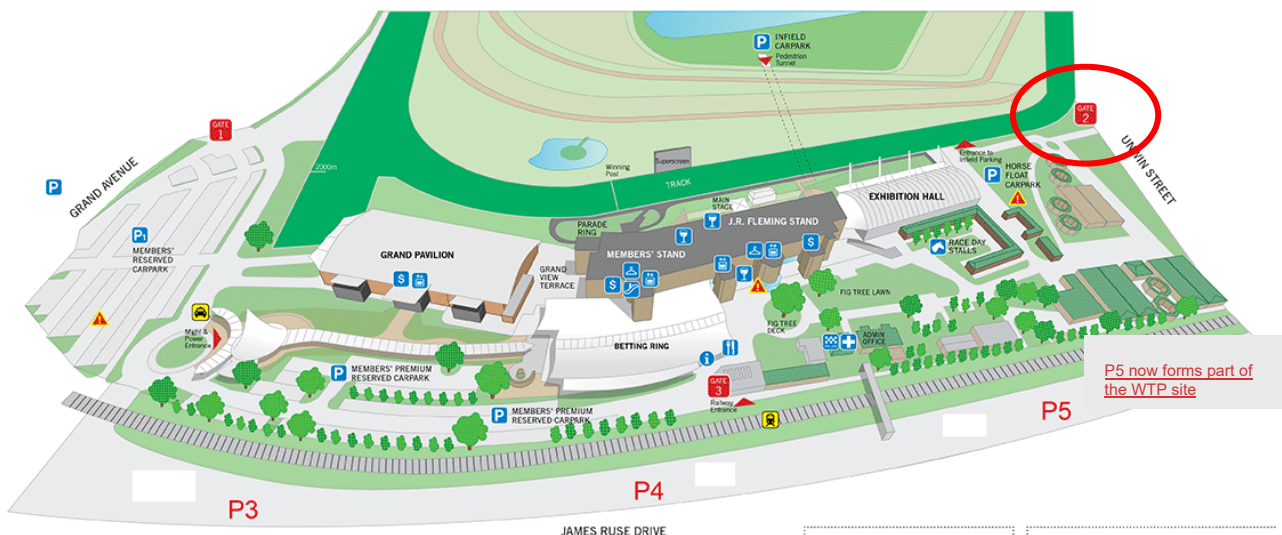 P
INFIELD
CARPARK
Pedestrian
Tunnel
GATE
1
GATE
2
GRAND AVENUE
P
2000m
Winning
Post
Superscreen
TRACK
Entrance to
Infield Parking
UNWIN STREET
P
HORSE
FLOAT
CARPARK
EXHIBITION HALL
MAIN
STAGE
J.R. FLEMING STAND
PARADE
RING
P1
MEMBERS'
RESERVED
CARPARK
GRAND PAVILION
MEMBERS' STAND
$
RACE DAY
STALLS
GRAND
VIEW
TERRACE
$
$
FIG TREE LAWN
Might &
Power
Entrance
FIG TREE
DECK
ADMIN
OFFICE
BETTING RING
i
P
MEMBERS' PREMIUM
RESERVED CARPARK
GATE
3
Railway
Entrance
P
MEMBERS' PREMIUM
RESERVED CARPARK
P5 now forms part of
the WTP site
P5
P4
P3
JAMES RUSE DRIVE